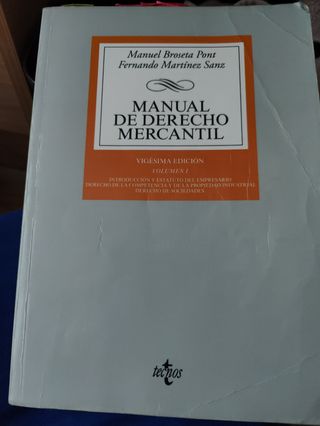 Manuel Broseta Pont
Fernando Martínez Sanz
MANUAL
DE DERECHO
MERCANTIL
VIGÉSIMA EDICIÓN
VOLUMEN I
INTRODUCCIÓN Y ESTATUTO DEL EMPRESARIO
DERECHO DE LA COMPETENCIA Y DE LA PROPIEDAD INDUSTRIAL
DERECHO DE SOCIEDADES
tecnos